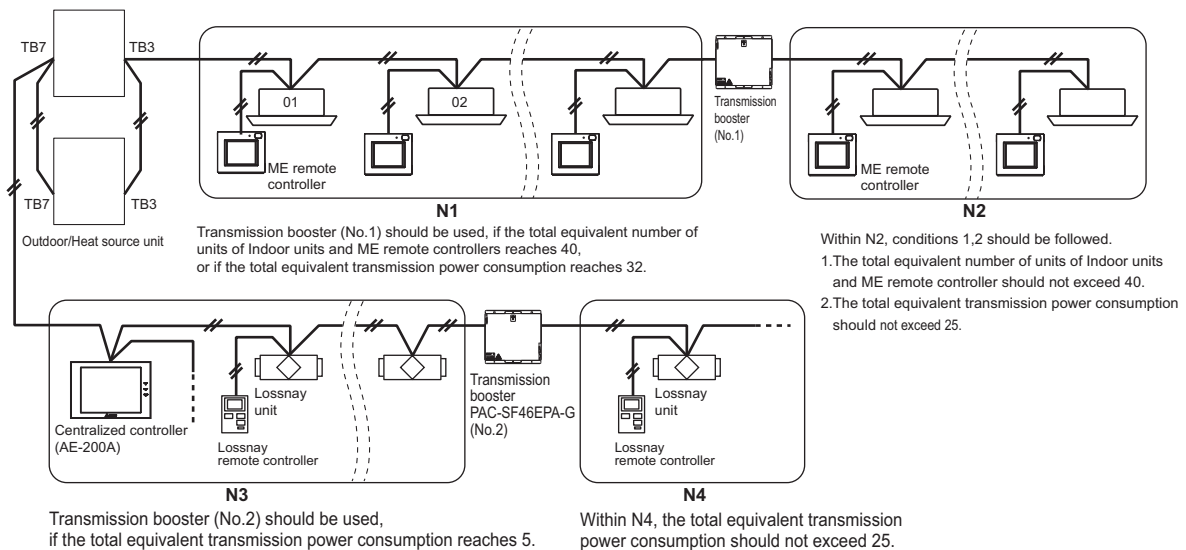 TB7
TB3
01
02
ME remote
controller
Transmission
booster
(No.1)
ME remote
controller
TB7
TB3
Outdoor/Heat source unit
N1
Transmission booster (No.1) should be used, if the total equivalent number of
units of Indoor units and ME remote controllers reaches 40,
or if the total equivalent transmission power consumption reaches 32.
N2
Within N2, conditions 1,2 should be followed.
1.The total equivalent number of units of Indoor units
and ME remote controller should not exceed 40.
2.The total equivalent transmission power consumption
should not exceed 25.
Centralized controller
(AE-200A)
Lossnay
unit
Lossnay
remote controller
Transmission
booster
PAC-SF46EPA-G
(No.2)
Lossnay
unit
Lossnay
remote controller
N3
Transmission booster (No.2) should be used,
if the total equivalent transmission power consumption reaches 5.
N4
Within N4, the total equivalent transmission
power consumption should not exceed 25.